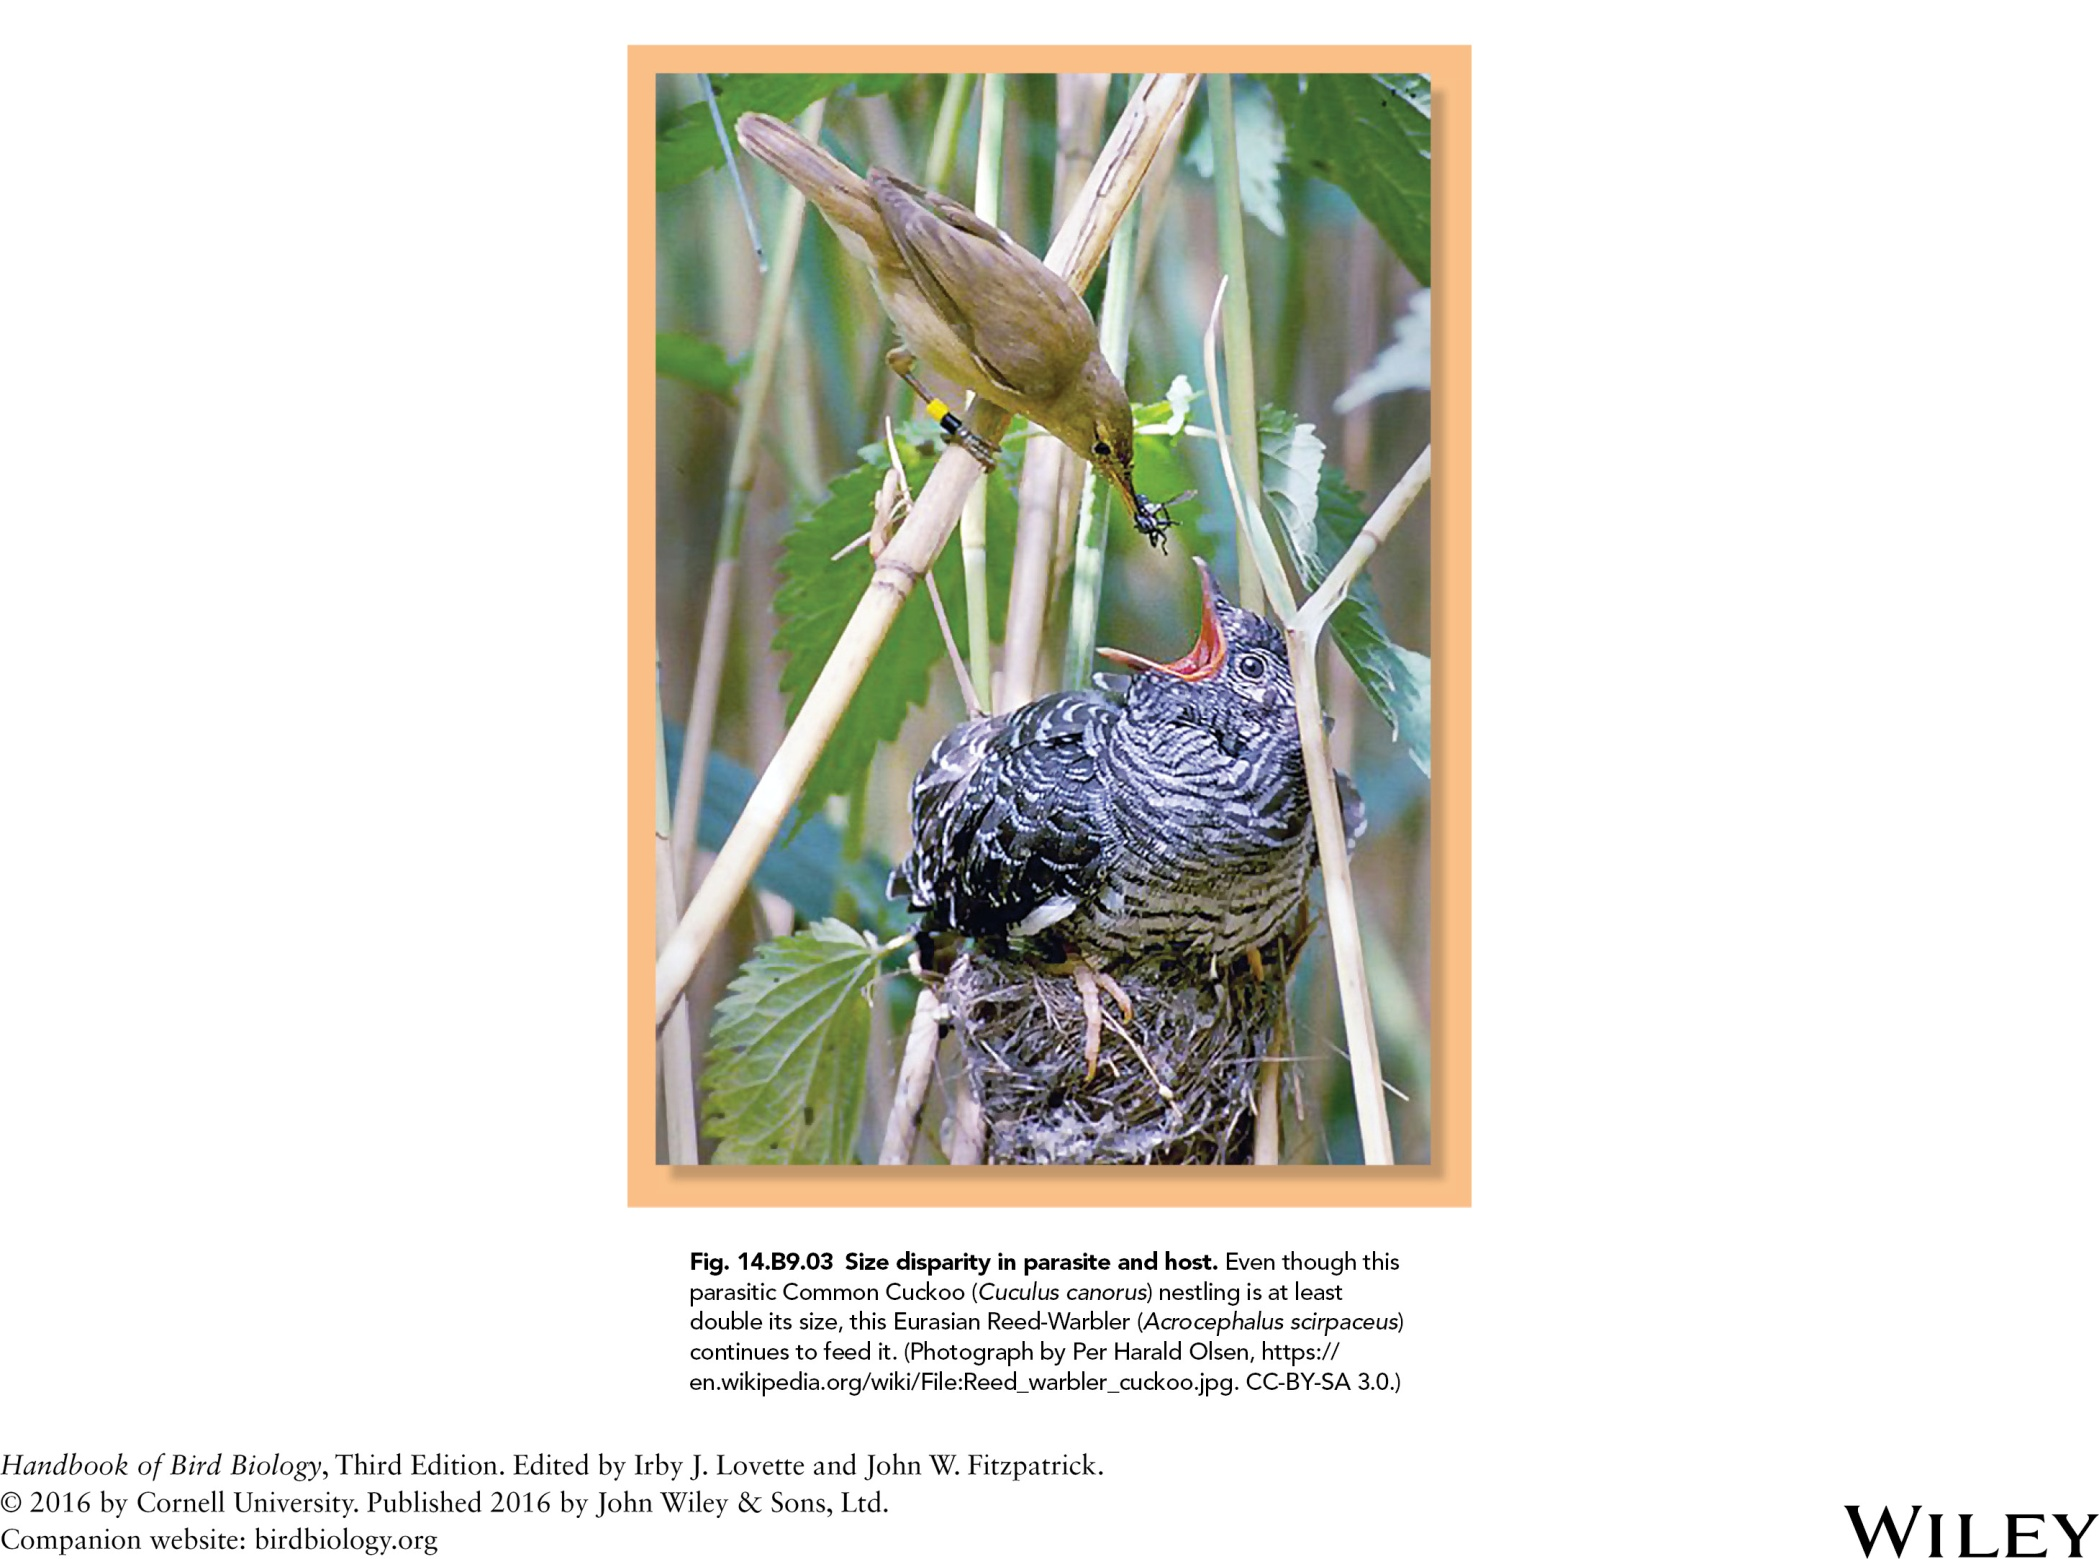 Fig. 14.B9.03 Size disparity in parasite and host. Even though this
parasitic Common Cuckoo (Cuculus canorus) nestling is at least
double its size, this Eurasian Reed-Warbler (Acrocephalus scirpaceus)
continues to feed it. (Photograph by Per Harald Olsen, https://
en.wikipedia.org/wiki/File:Reed_warbler_cuckoo.jpg. CC-BY-SA 3.0.)
Handbook of Bird Biology, Third Edition. Edited by Irby J. Lovette and John W. Fitzpatrick.
© 2016 by Cornell University. Published 2016 by John Wiley & Sons, Ltd.
Companion website: birdbiology.org
WILEY